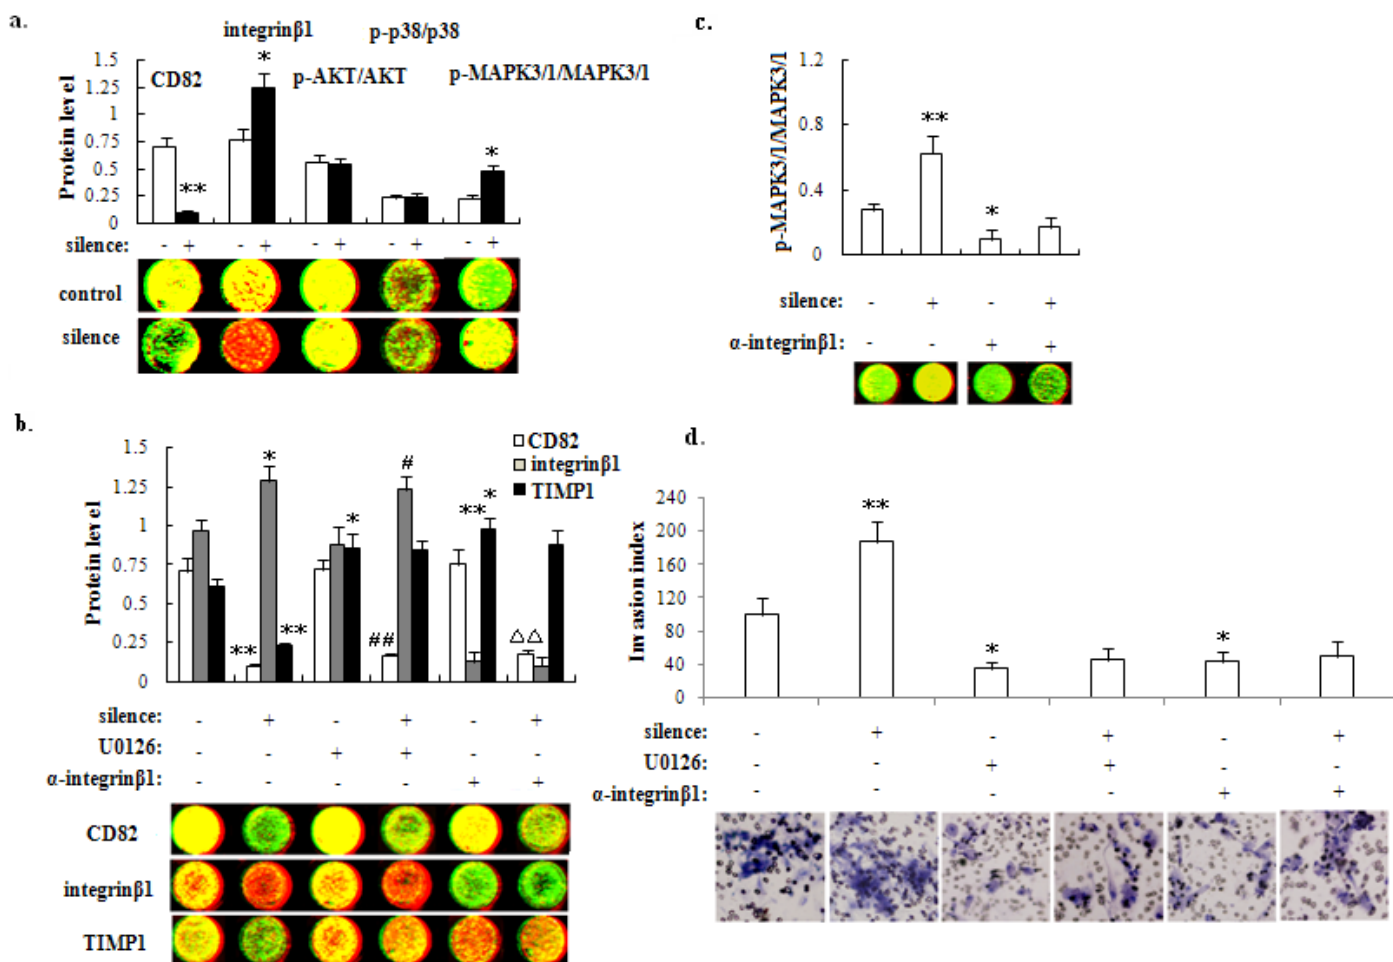 a.
integrinβ1 p-p38/p38
CD82 p-AKT/AKT p-MAPK3/1/MAPK3/1
Protein level
1.5
1.25
1
0.75
0.5
0.25
0
* ** *
silence: - + - + - + - + - +
control
silence
c.
p-MAPK3/1/MAPK3/1
1.2
0.8
0.4
0
** *
silence: - + - +
α-integrinβ1: - - + +
b.
CD82
integrinβ1
TIMP1
Protein level
1.5
1.25
1
0.75
0.5
0.25
0
** * ** * ## # ** * △△
silence: - + - + - +
U0126: - - + + - -
α-integrinβ1: - - - - + +
CD82
integrinβ1
TIMP1
d.
Invasion index
240
200
160
120
80
40
0
** * *
silence: - + - + - +
U0126: - - + + - -
α-integrinβ1: - - - - + +